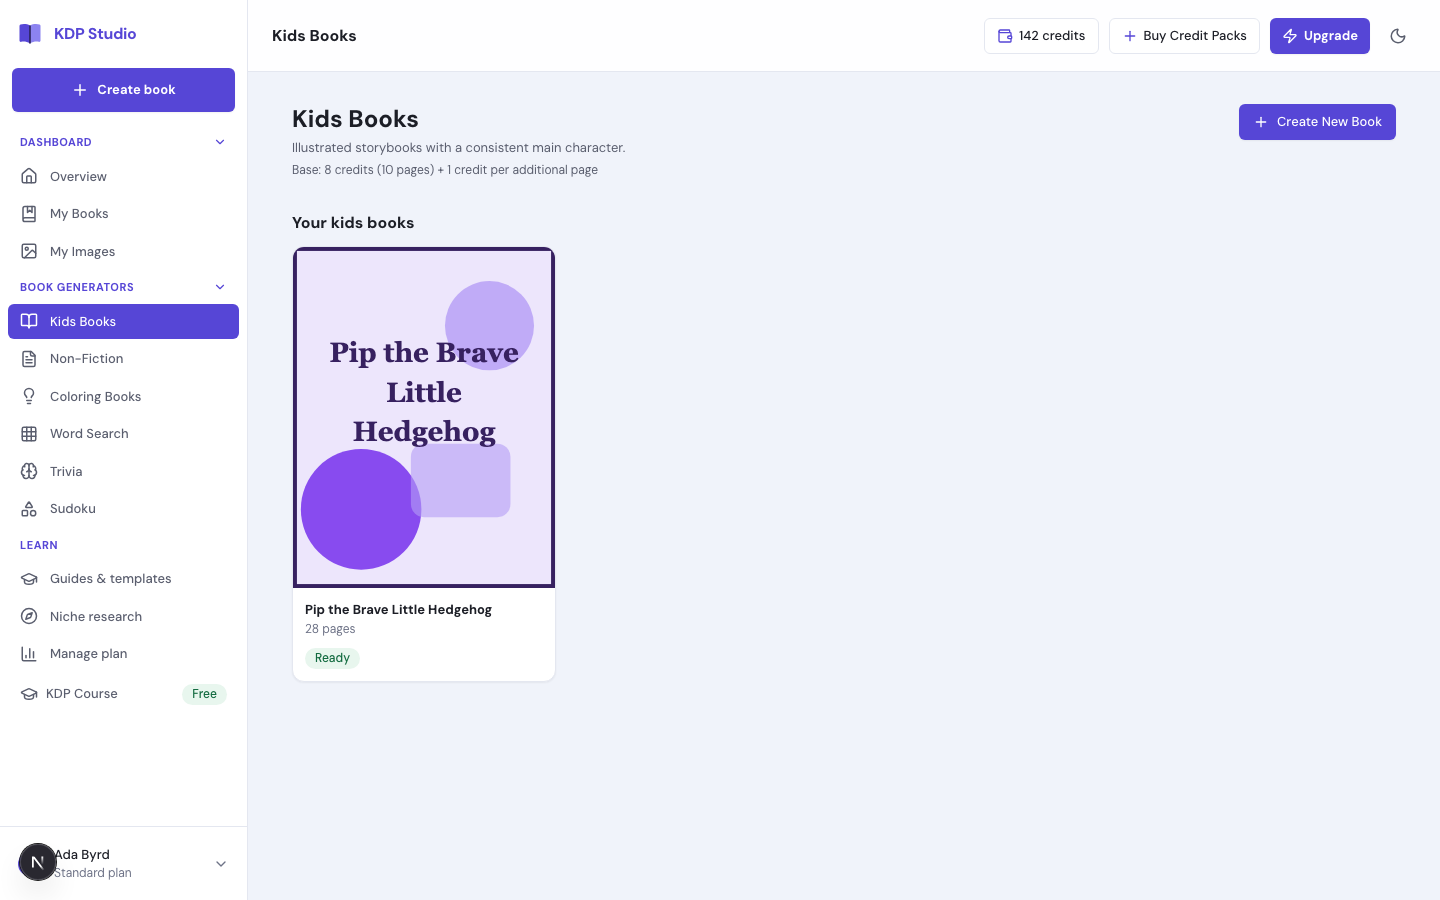 KDP Studio
Create book
DASHBOARD
Overview
My Books
My Images
BOOK GENERATORS
Kids Books
Non-Fiction
Coloring Books
Word Search
Trivia
Sudoku
LEARN
Guides & templates
Niche research
Manage plan
KDP Course
Free
N
Ada Byrd
Standard plan
Kids Books
142 credits
Buy Credit Packs
Upgrade
Kids Books
Illustrated storybooks with a consistent main character.
Base: 8 credits (10 pages) + 1 credit per additional page
Create New Book
Your kids books
Pip the Brave
Little
Hedgehog
Pip the Brave Little Hedgehog
28 pages
Ready